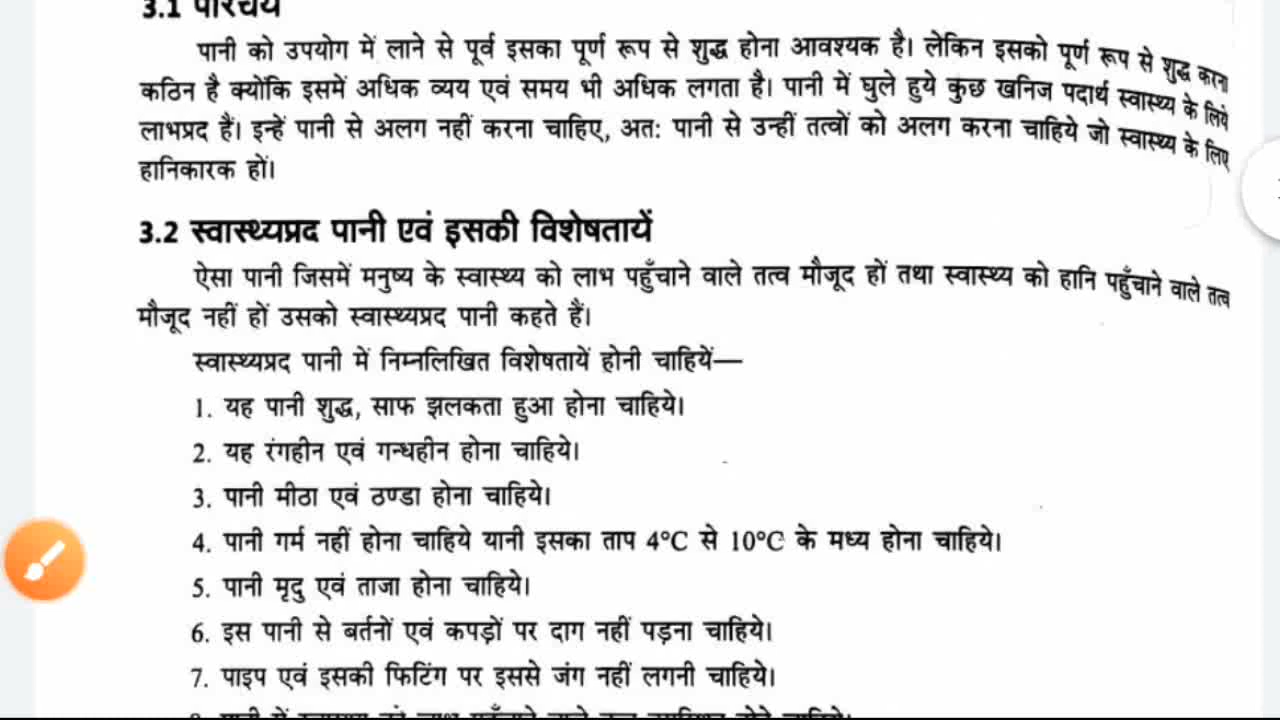 3.1 परिचय
पानी को उपयोग में लाने से पूर्व इसका पूर्ण रूप से शुद्ध होना आवश्यक है। लेकिन इसको पूर्ण रूप से शुद्ध करना
कठिन है क्योंकि इसमें अधिक व्यय एवं समय भी अधिक लगता है। पानी में घुले हुये कुछ खनिज पदार्थ स्वास्थ्य के लिये
लाभप्रद हैं। इन्हें पानी से अलग नहीं करना चाहिए, अतः पानी से उन्हीं तत्वों को अलग करना चाहिये जो स्वास्थ्य के लिए
हानिकारक हों।
3.2 स्वास्थ्यप्रद पानी एवं इसकी विशेषतायें
ऐसा पानी जिसमें मनुष्य के स्वास्थ्य को लाभ पहुँचाने वाले तत्व मौजूद हों तथा स्वास्थ्य को हानि पहुँचाने वाले तत्व
मौजूद नहीं हों उसको स्वास्थ्यप्रद पानी कहते हैं।
स्वास्थ्यप्रद पानी में निम्नलिखित विशेषतायें होनी चाहियें—
1. यह पानी शुद्ध, साफ झलकता हुआ होना चाहिये।
2. यह रंगहीन एवं गन्धहीन होना चाहिये।
3. पानी मीठा एवं ठण्डा होना चाहिये।
4. पानी गर्म नहीं होना चाहिये यानी इसका ताप 4°C से 10°C के मध्य होना चाहिये।
5. पानी मृदु एवं ताजा होना चाहिये।
6. इस पानी से बर्तनों एवं कपड़ों पर दाग नहीं पड़ना चाहिये।
7. पाइप एवं इसकी फिटिंग पर इससे जंग नहीं लगनी चाहिये।